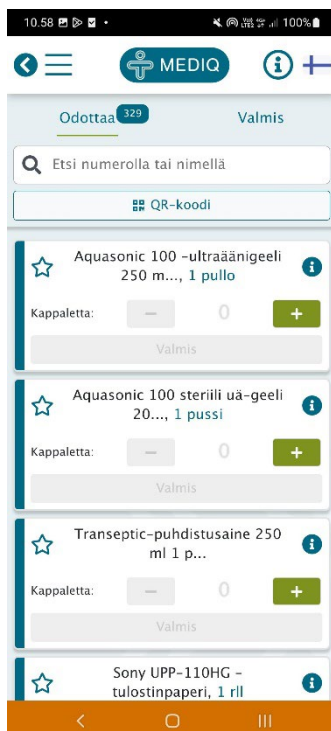 10.58
100%
MEDIQ
Odottaa 329
Valmis
Etsi numerolla tai nimellä
QR-koodi
Aquasonic 100 -ultraäänigeeli
250 m..., 1 pullo
Kappaletta:
0
Valmis
Aquasonic 100 steriili uä-geeli
20..., 1 pussi
Kappaletta:
0
Valmis
Transeptic-puhdistusaine 250
ml 1 p...
Kappaletta:
0
Valmis
Sony UPP-110HG -
tulostinpaperi, 1 rll